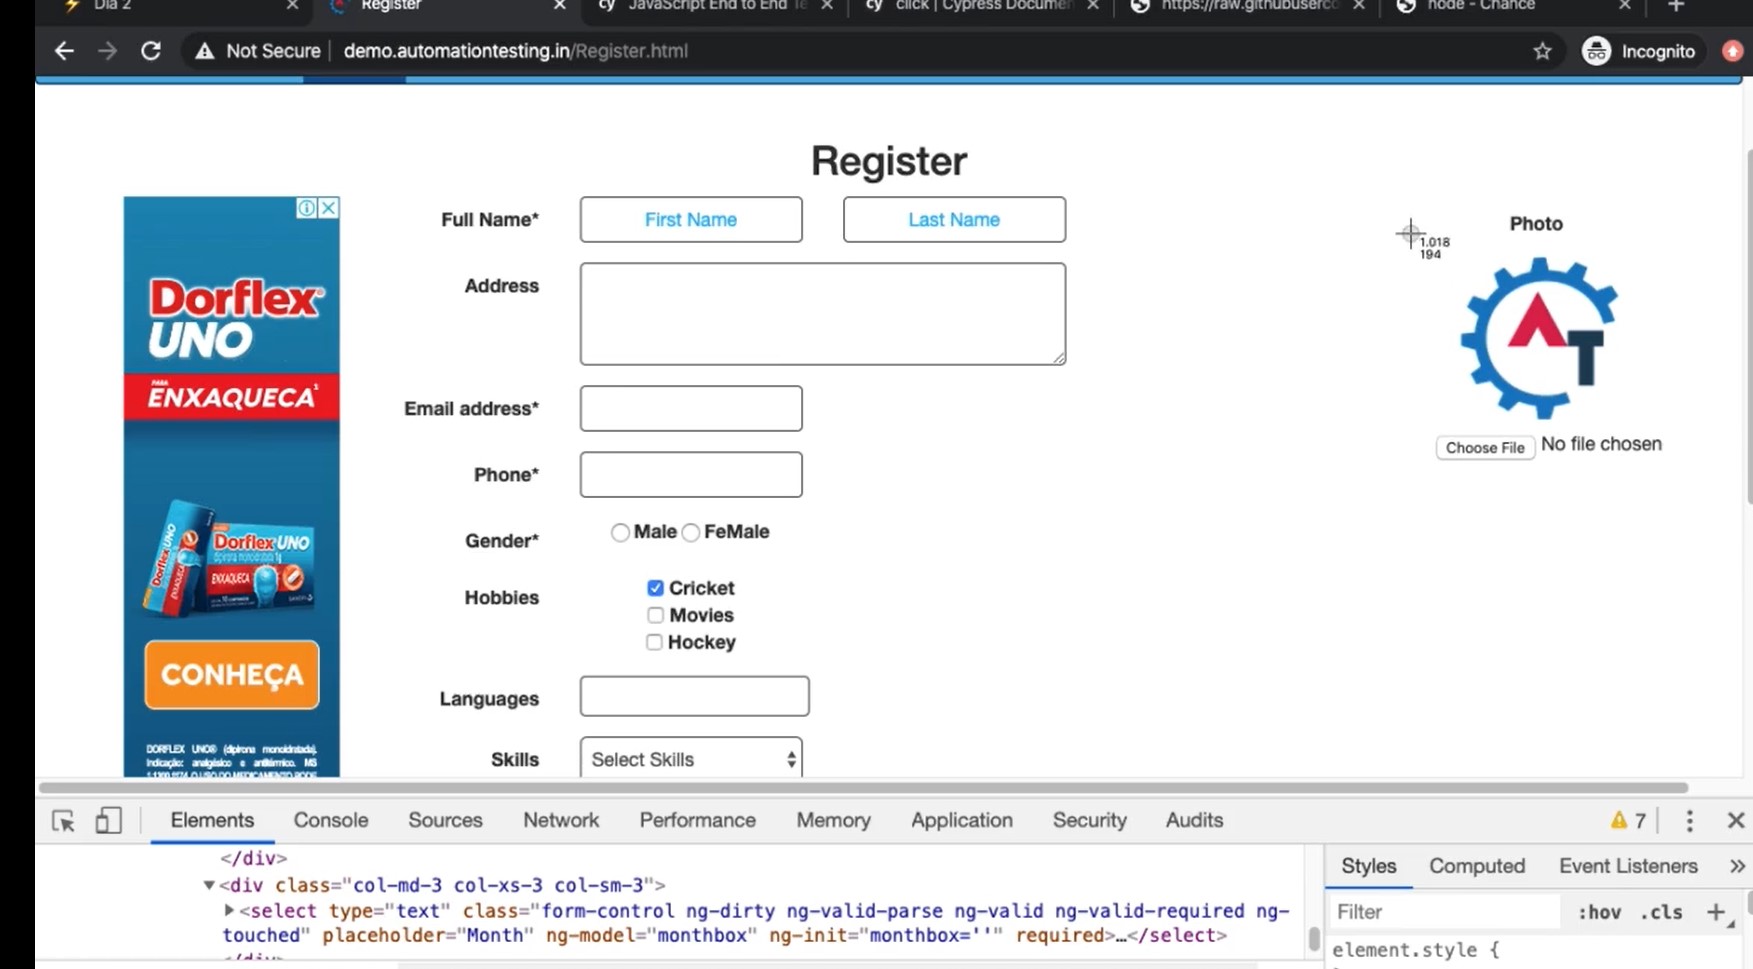 Dia 2
Register
JavaScript End to End Te
click | Cypress Documen
https://raw.githubuserco
node - Chance
Not Secure
demo.automationtesting.in/Register.html
Incognito
Register
Full Name*
First Name
Last Name
Photo
1.018
194
Address
Email address*
Choose File
No file chosen
Phone*
Gender*
Male
FeMale
Hobbies
Cricket
Movies
Hockey
Languages
Skills
Select Skills
Dorflex
UNO
PARA
ENXAQUECA¹
Dorflex UNO
ENXAQUECA
CONHEÇA
DORFLEX UNO® (dipirona monoidratada).
Indicação: analgésico e antitérmico. MS
Elements
Console
Sources
Network
Performance
Memory
Application
Security
Audits
7
</div>
<div class="col-md-3 col-xs-3 col-sm-3">
<select type="text" class="form-control ng-dirty ng-valid-parse ng-valid ng-valid-required ng-
touched" placeholder="Month" ng-model="monthbox" ng-init="monthbox=''" required>…</select>
</div>
Styles
Computed
Event Listeners
Filter
:hov
.cls
element.style {